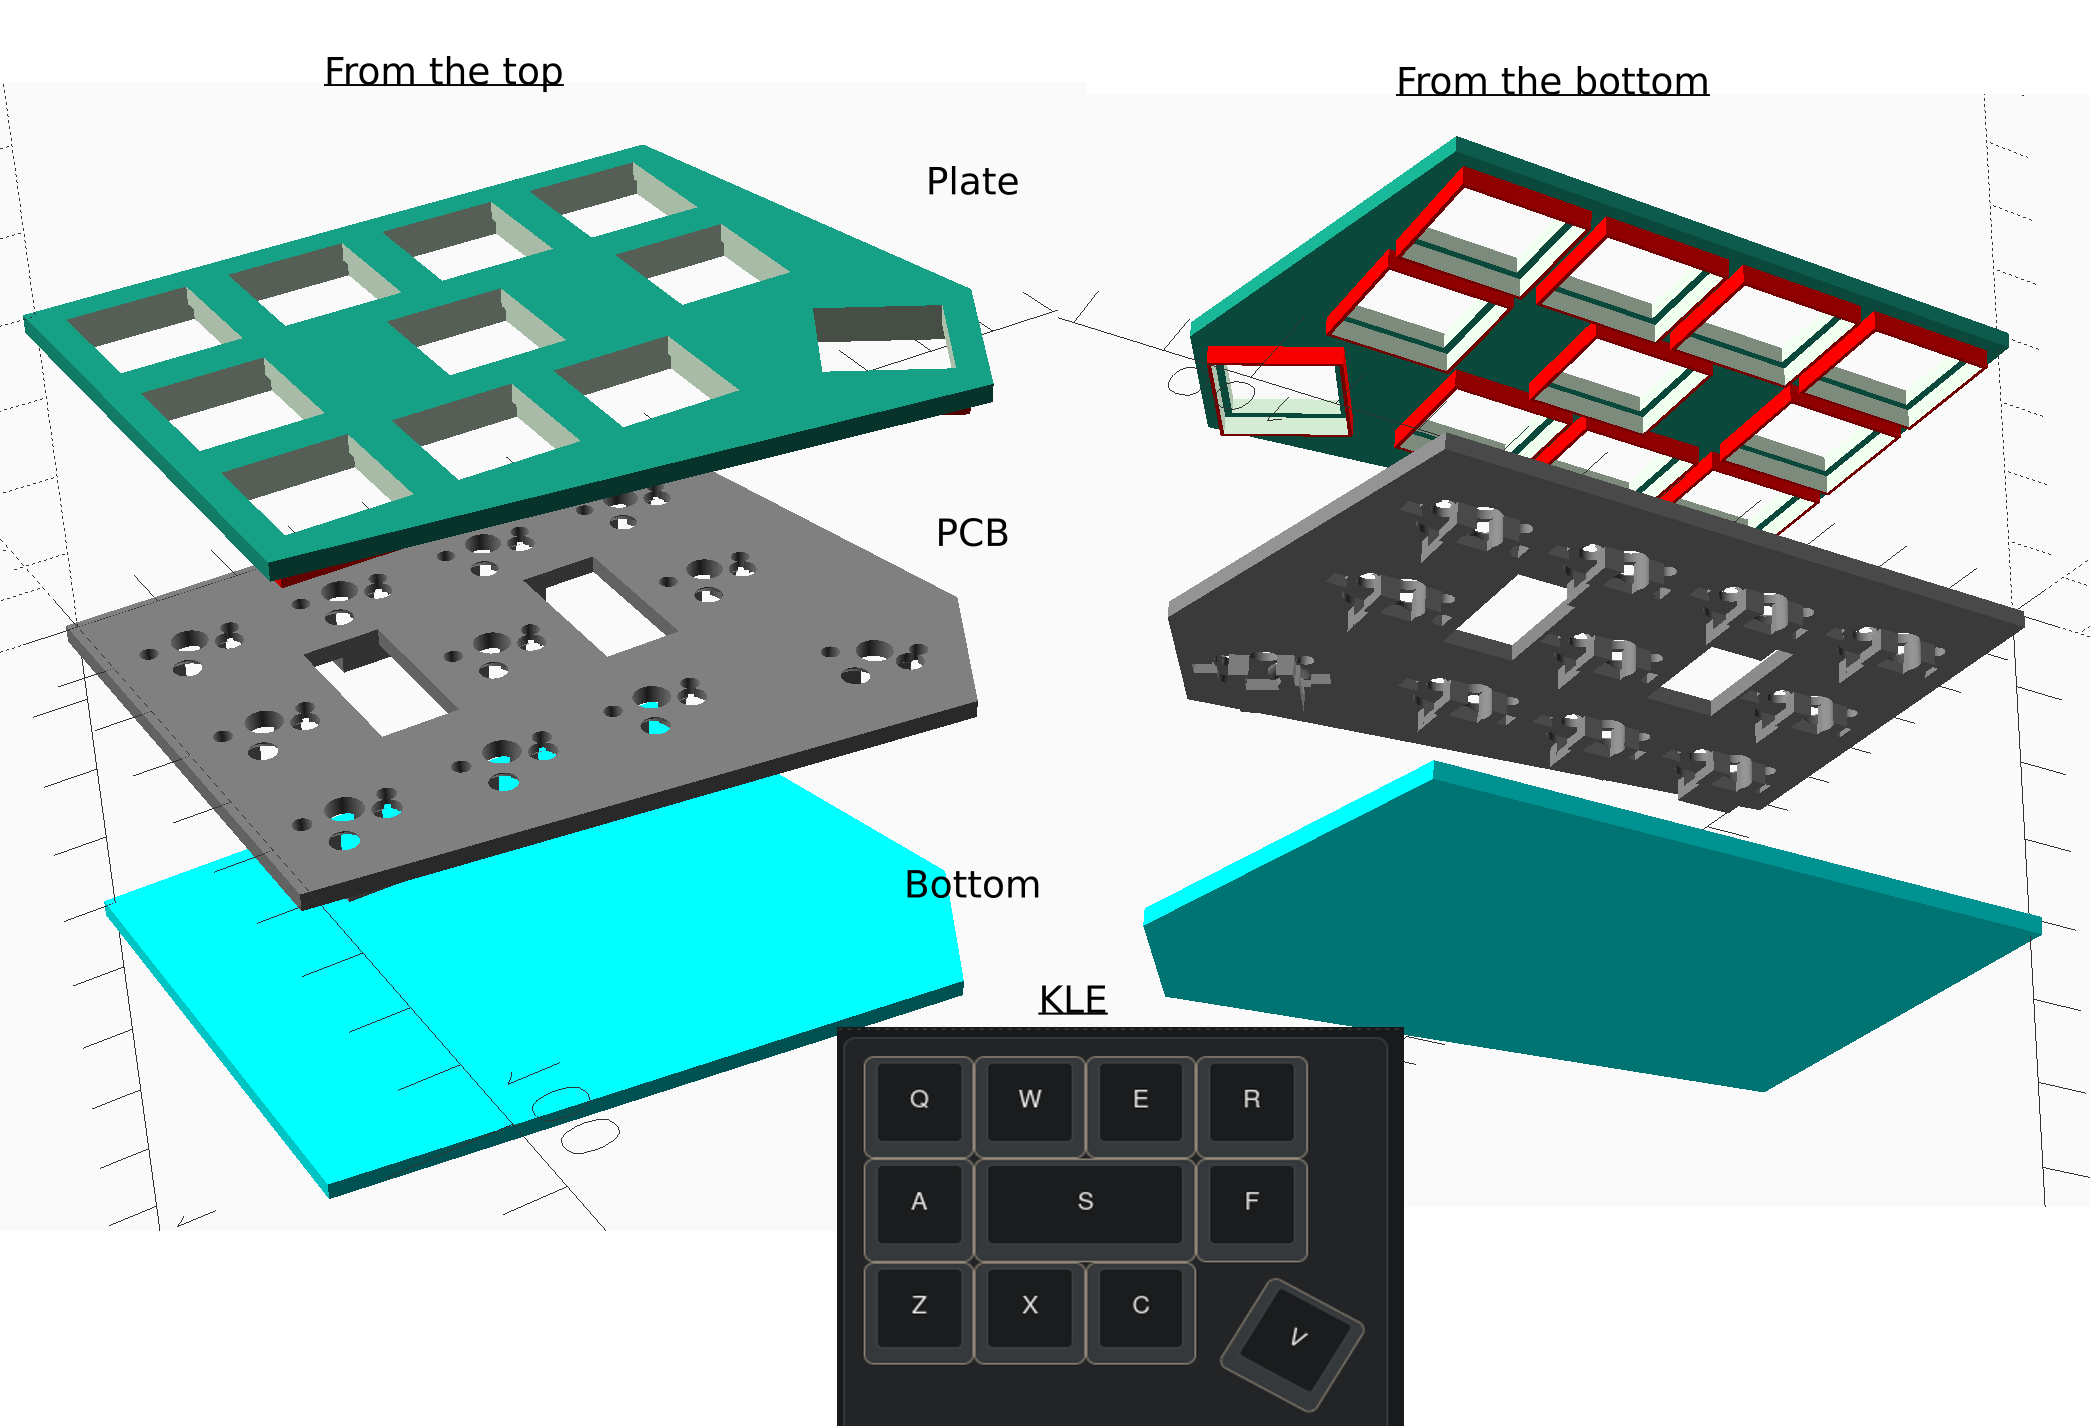 From the top
From the bottom
Plate
PCB
Bottom
KLE
Q W E R
A S F
Z X C
V